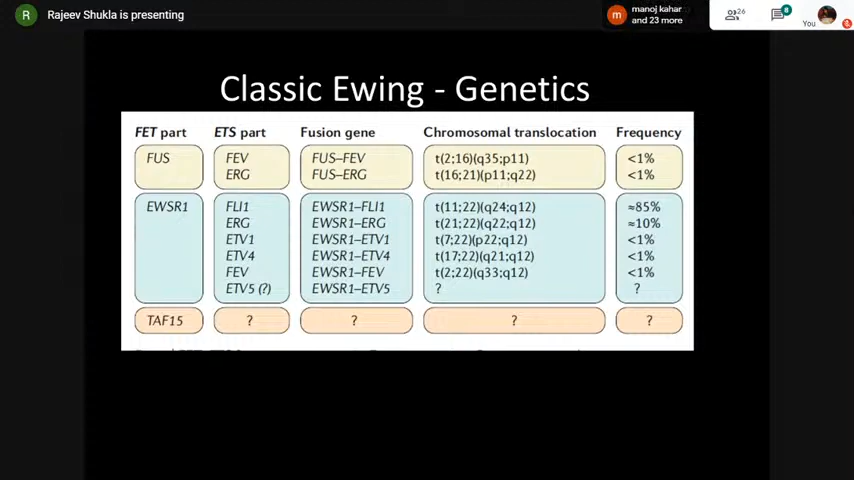 R Rajeev Shukla is presenting
m manoj kahar
and 23 more
26
8
You
Classic Ewing - Genetics
FET part ETS part Fusion gene Chromosomal translocation Frequency
FUS FEV FUS–FEV t(2;16)(q35;p11) <1%
ERG FUS–ERG t(16;21)(p11;q22) <1%
EWSR1 FLI1 EWSR1–FLI1 t(11;22)(q24;q12) ≈85%
ERG EWSR1–ERG t(21;22)(q22;q12) ≈10%
ETV1 EWSR1–ETV1 t(7;22)(p22;q12) <1%
ETV4 EWSR1–ETV4 t(17;22)(q21;q12) <1%
FEV EWSR1–FEV t(2;22)(q33;q12) <1%
ETV5 (?) EWSR1–ETV5 ? ?
TAF15 ? ? ? ?